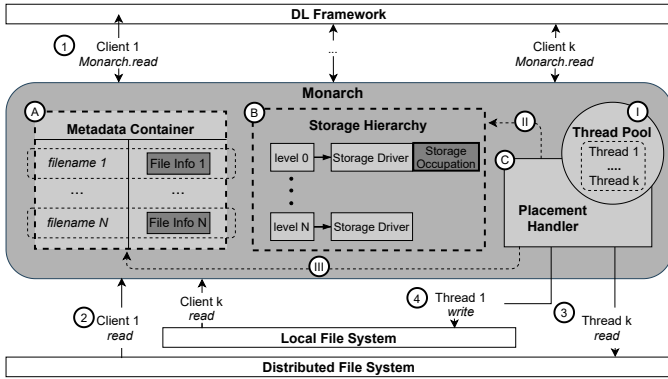 DL Framework
1
Client 1
Monarch.read
...
Client k
Monarch.read
Monarch
A
Metadata Container
filename 1
File Info 1
...
...
filename N
File Info N
B
Storage Hierarchy
level 0
Storage Driver
Storage
Occupation
level N
Storage Driver
II
I
Thread Pool
Thread 1
....
Thread k
C
Placement
Handler
III
2
Client 1
read
Client k
read
4
Thread 1
write
3
Thread k
read
Local File System
Distributed File System